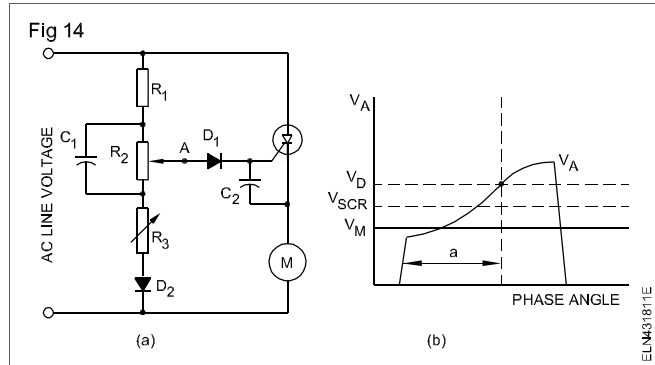 Fig 14
R1
C1
R2
A
D1
C2
R3
D2
M
AC LINE VOLTAGE
(a)
VA
VD
VSCR
VM
VA
a
PHASE ANGLE
(b)
ELN431811E